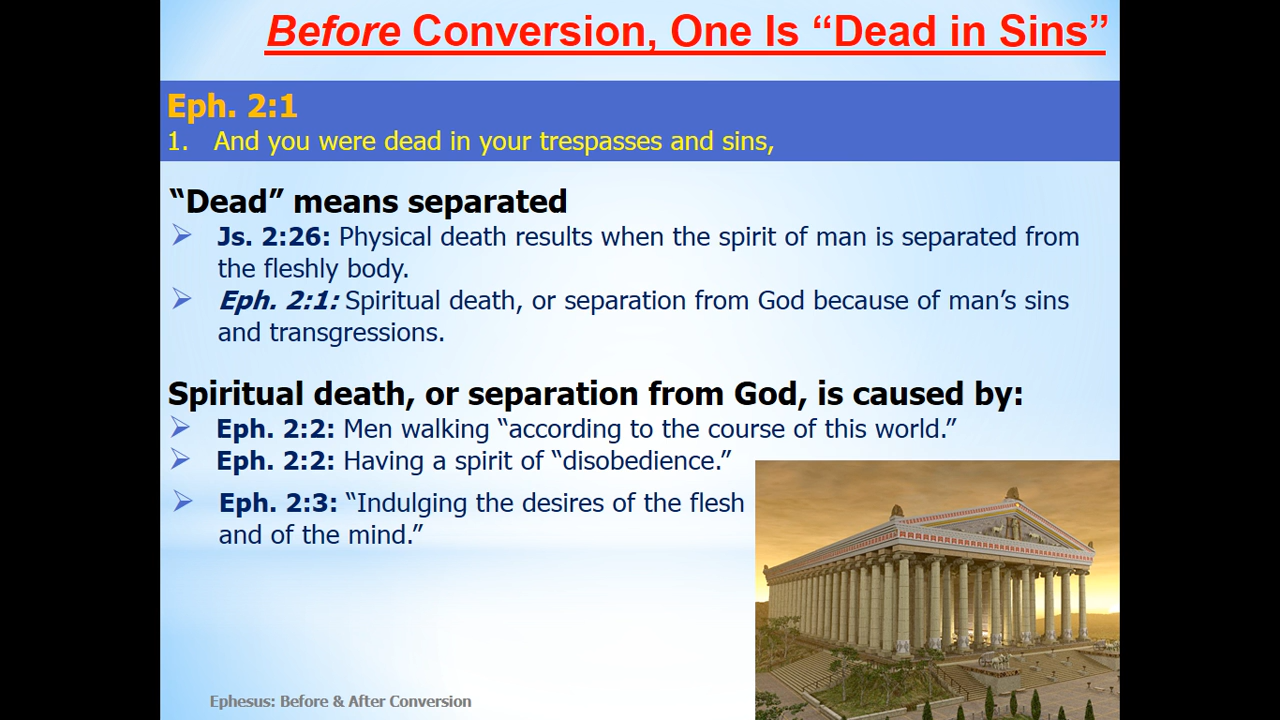 Before Conversion, One Is “Dead in Sins”
Eph. 2:1
1. And you were dead in your trespasses and sins,
“Dead” means separated
Js. 2:26: Physical death results when the spirit of man is separated from
the fleshly body.
Eph. 2:1: Spiritual death, or separation from God because of man’s sins
and transgressions.
Spiritual death, or separation from God, is caused by:
Eph. 2:2: Men walking “according to the course of this world.”
Eph. 2:2: Having a spirit of “disobedience.”
Eph. 2:3: “Indulging the desires of the flesh
and of the mind.”
Ephesus: Before & After Conversion